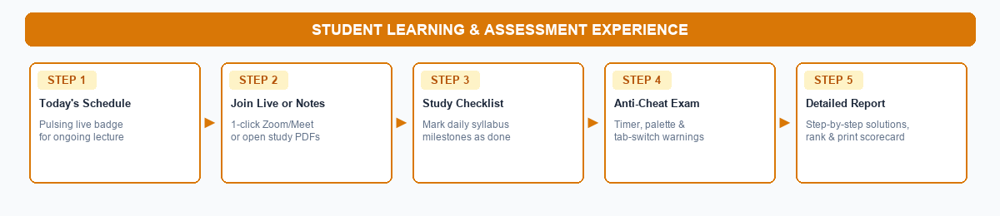 STUDENT LEARNING & ASSESSMENT EXPERIENCE
STEP 1
Today's Schedule
Pulsing live badge
for ongoing lecture
STEP 2
Join Live or Notes
1-click Zoom/Meet
or open study PDFs
STEP 3
Study Checklist
Mark daily syllabus
milestones as done
STEP 4
Anti-Cheat Exam
Timer, palette &
tab-switch warnings
STEP 5
Detailed Report
Step-by-step solutions,
rank & print scorecard